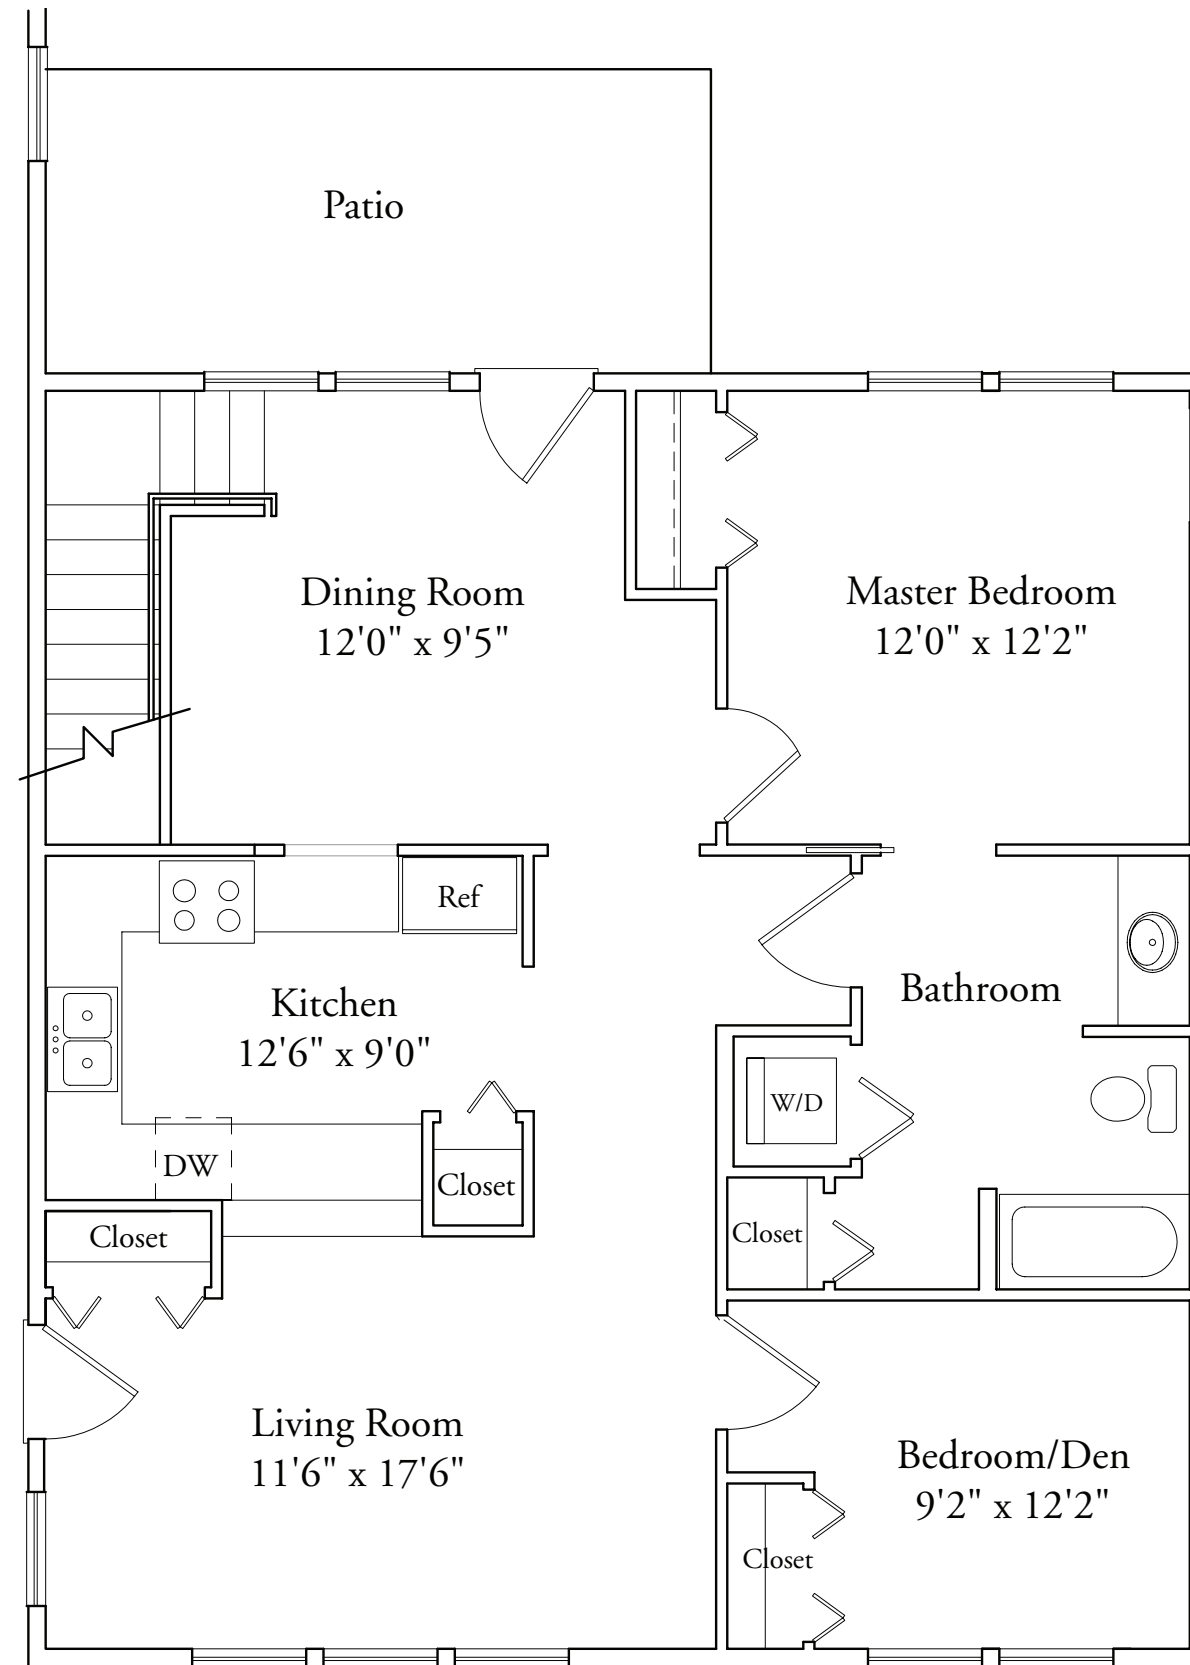 Patio
Dining Room
12'0" x 9'5"
Master Bedroom
12'0" x 12'2"
Ref
Kitchen
12'6" x 9'0"
Bathroom
W/D
DW
Closet
Closet
Closet
Living Room
11'6" x 17'6"
Bedroom/Den
9'2" x 12'2"
Closet